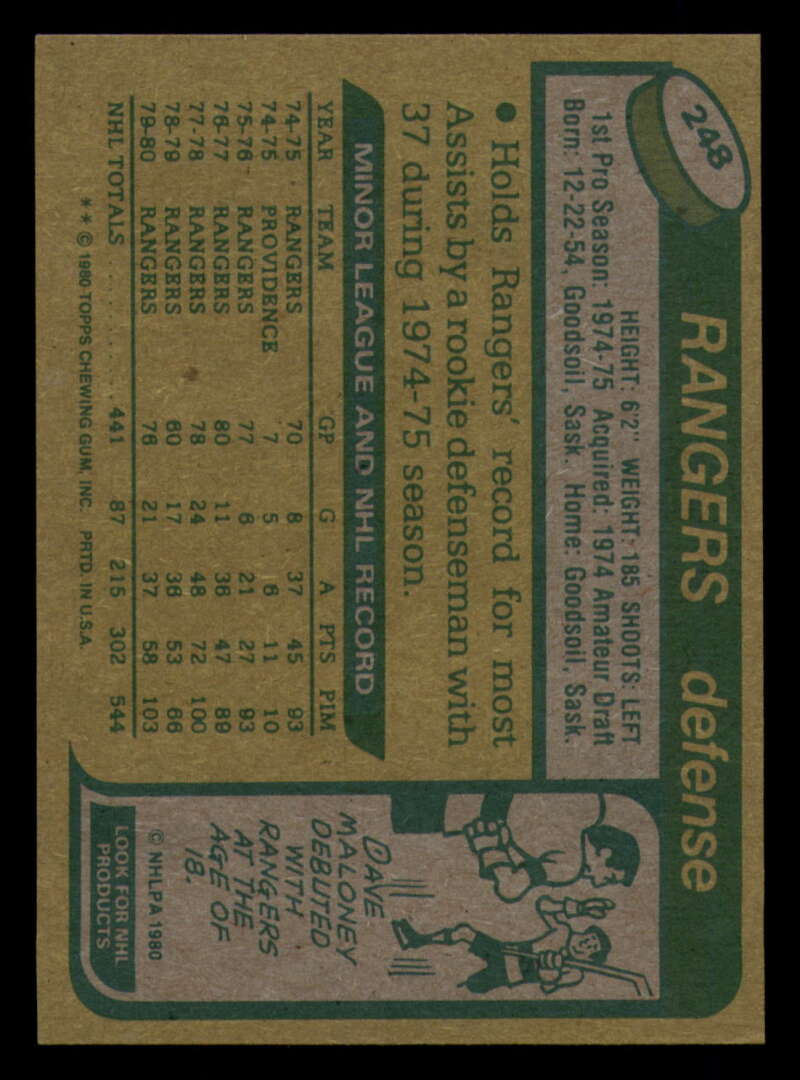 248
RANGERS defense
HEIGHT: 6'2" WEIGHT: 185 SHOOTS: LEFT
1st Pro Season: 1974-75 Acquired: 1974 Amateur Draft
Born: 12-22-54, Goodsoil, Sask. Home: Goodsoil, Sask.
• Holds Rangers' record for most
Assists by a rookie defenseman with
37 during 1974-75 season.
MINOR LEAGUE AND NHL RECORD
YEAR TEAM GP G A PTS PIM
74-75 RANGERS 70 8 37 45 93
74-75 PROVIDENCE 7 5 6 11 10
75-76 RANGERS 77 6 21 27 93
76-77 RANGERS 80 11 36 47 89
77-78 RANGERS 78 24 48 72 100
78-79 RANGERS 60 17 36 53 66
79-80 RANGERS 76 21 37 58 103
NHL TOTALS . . . . . . . . . . 441 87 215 302 544
** © 1980 TOPPS CHEWING GUM, INC. PRTD. IN U.S.A.
DAVE
MALONEY
DEBUTED
WITH
RANGERS
AT THE
AGE OF
18.
© NHLPA 1980
LOOK FOR NHL
PRODUCTS